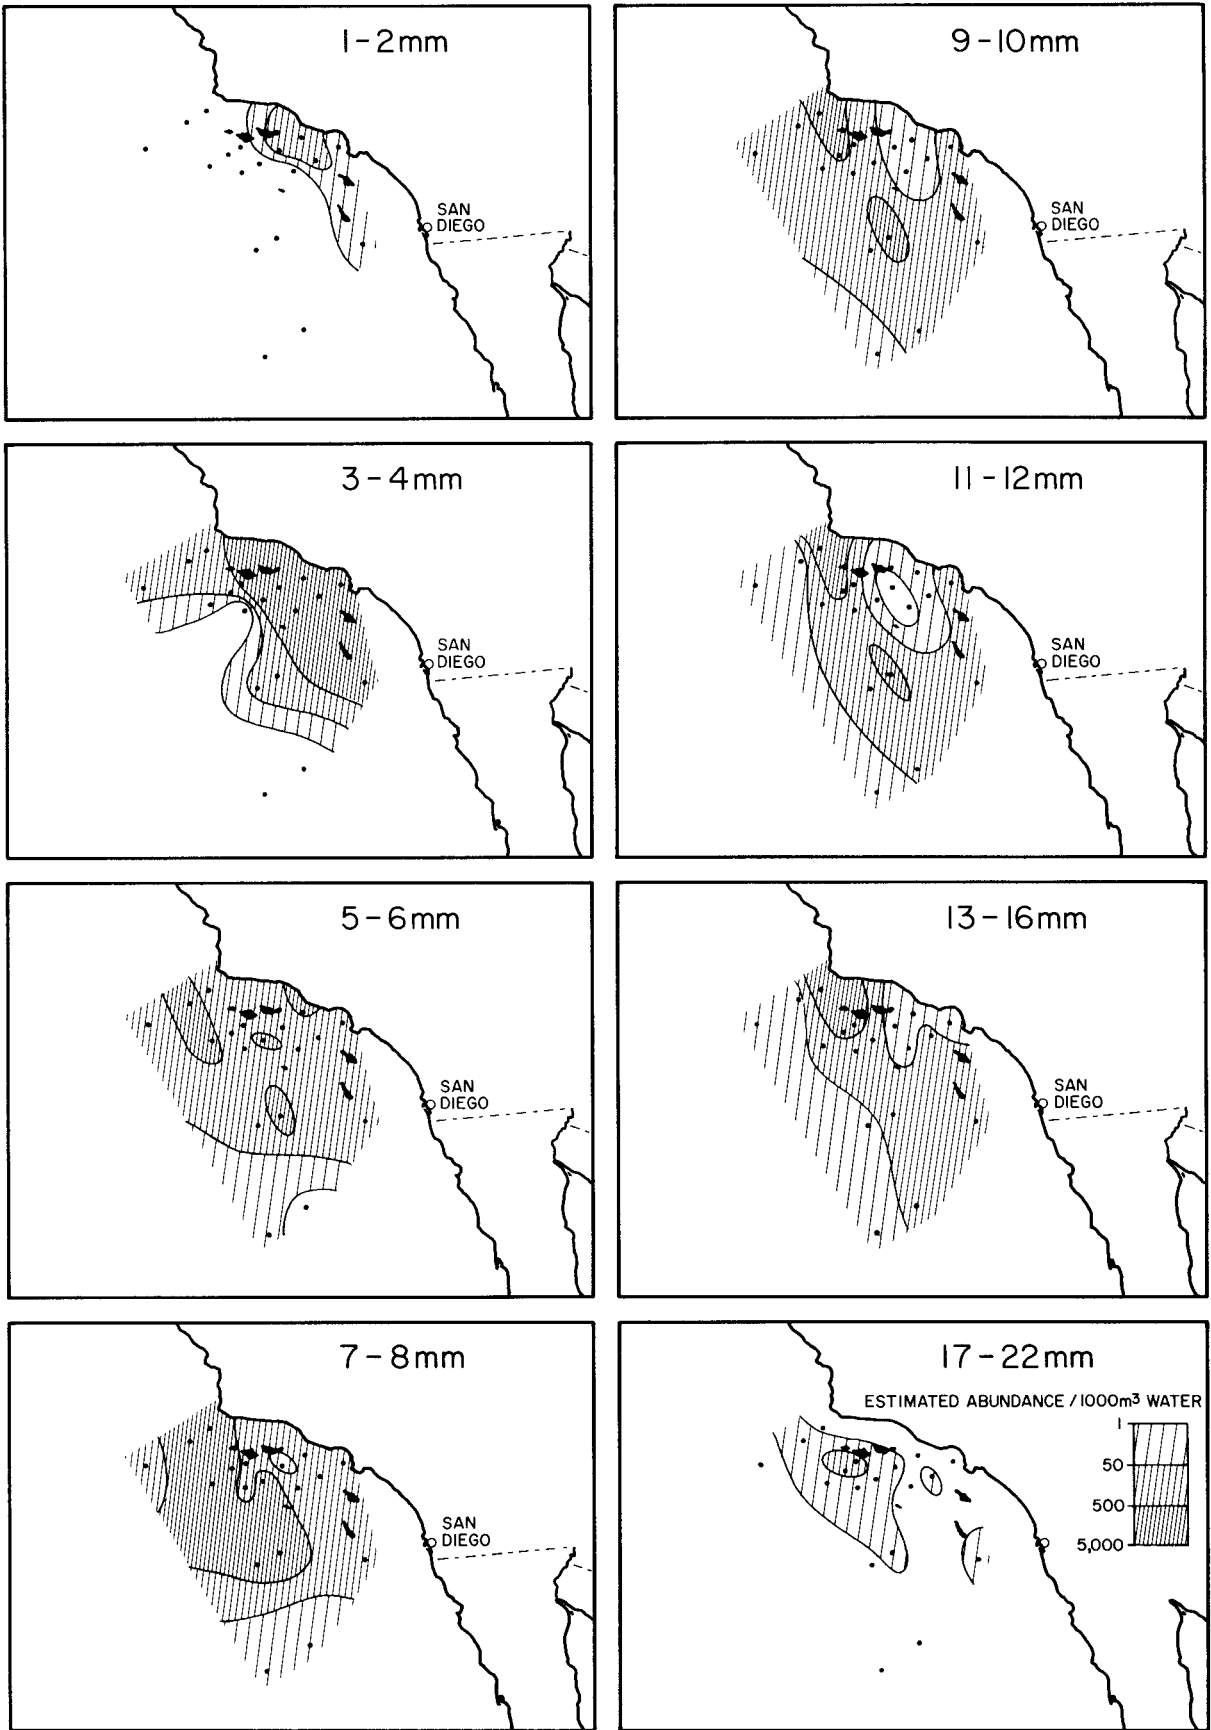 1-2mm
SAN
DIEGO
9-10mm
SAN
DIEGO
3-4mm
SAN
DIEGO
11-12mm
SAN
DIEGO
5-6mm
SAN
DIEGO
13-16mm
SAN
DIEGO
7-8mm
SAN
DIEGO
17-22mm
ESTIMATED ABUNDANCE/1000m³ WATER
1
50
500
5,000